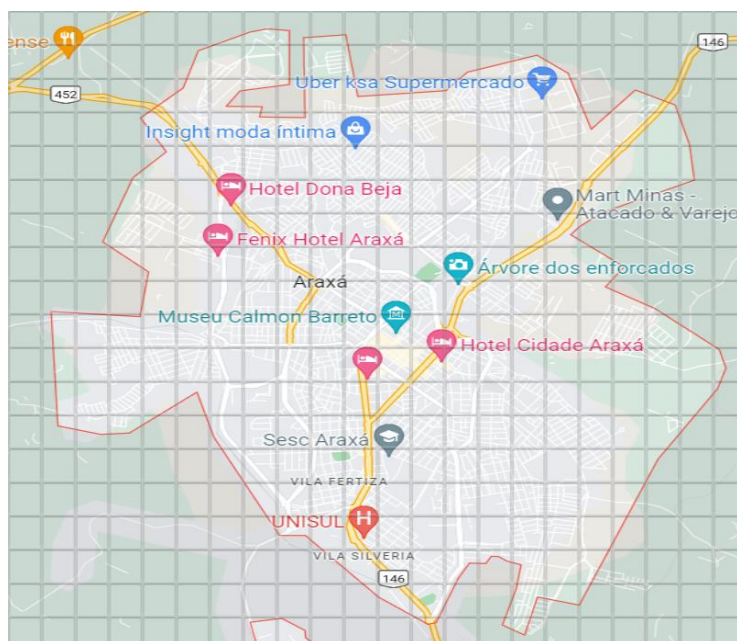 ense
146
452
Uber ksa Supermercado
Insight moda íntima
Hotel Dona Beja
Mart Minas -
Atacado & Varejo
Fenix Hotel Araxá
Árvore dos enforcados
Araxá
Museu Calmon Barreto
Hotel Cidade Araxá
Sesc Araxá
VILA FERTIZA
UNISUL
H
VILA SILVERIA
146